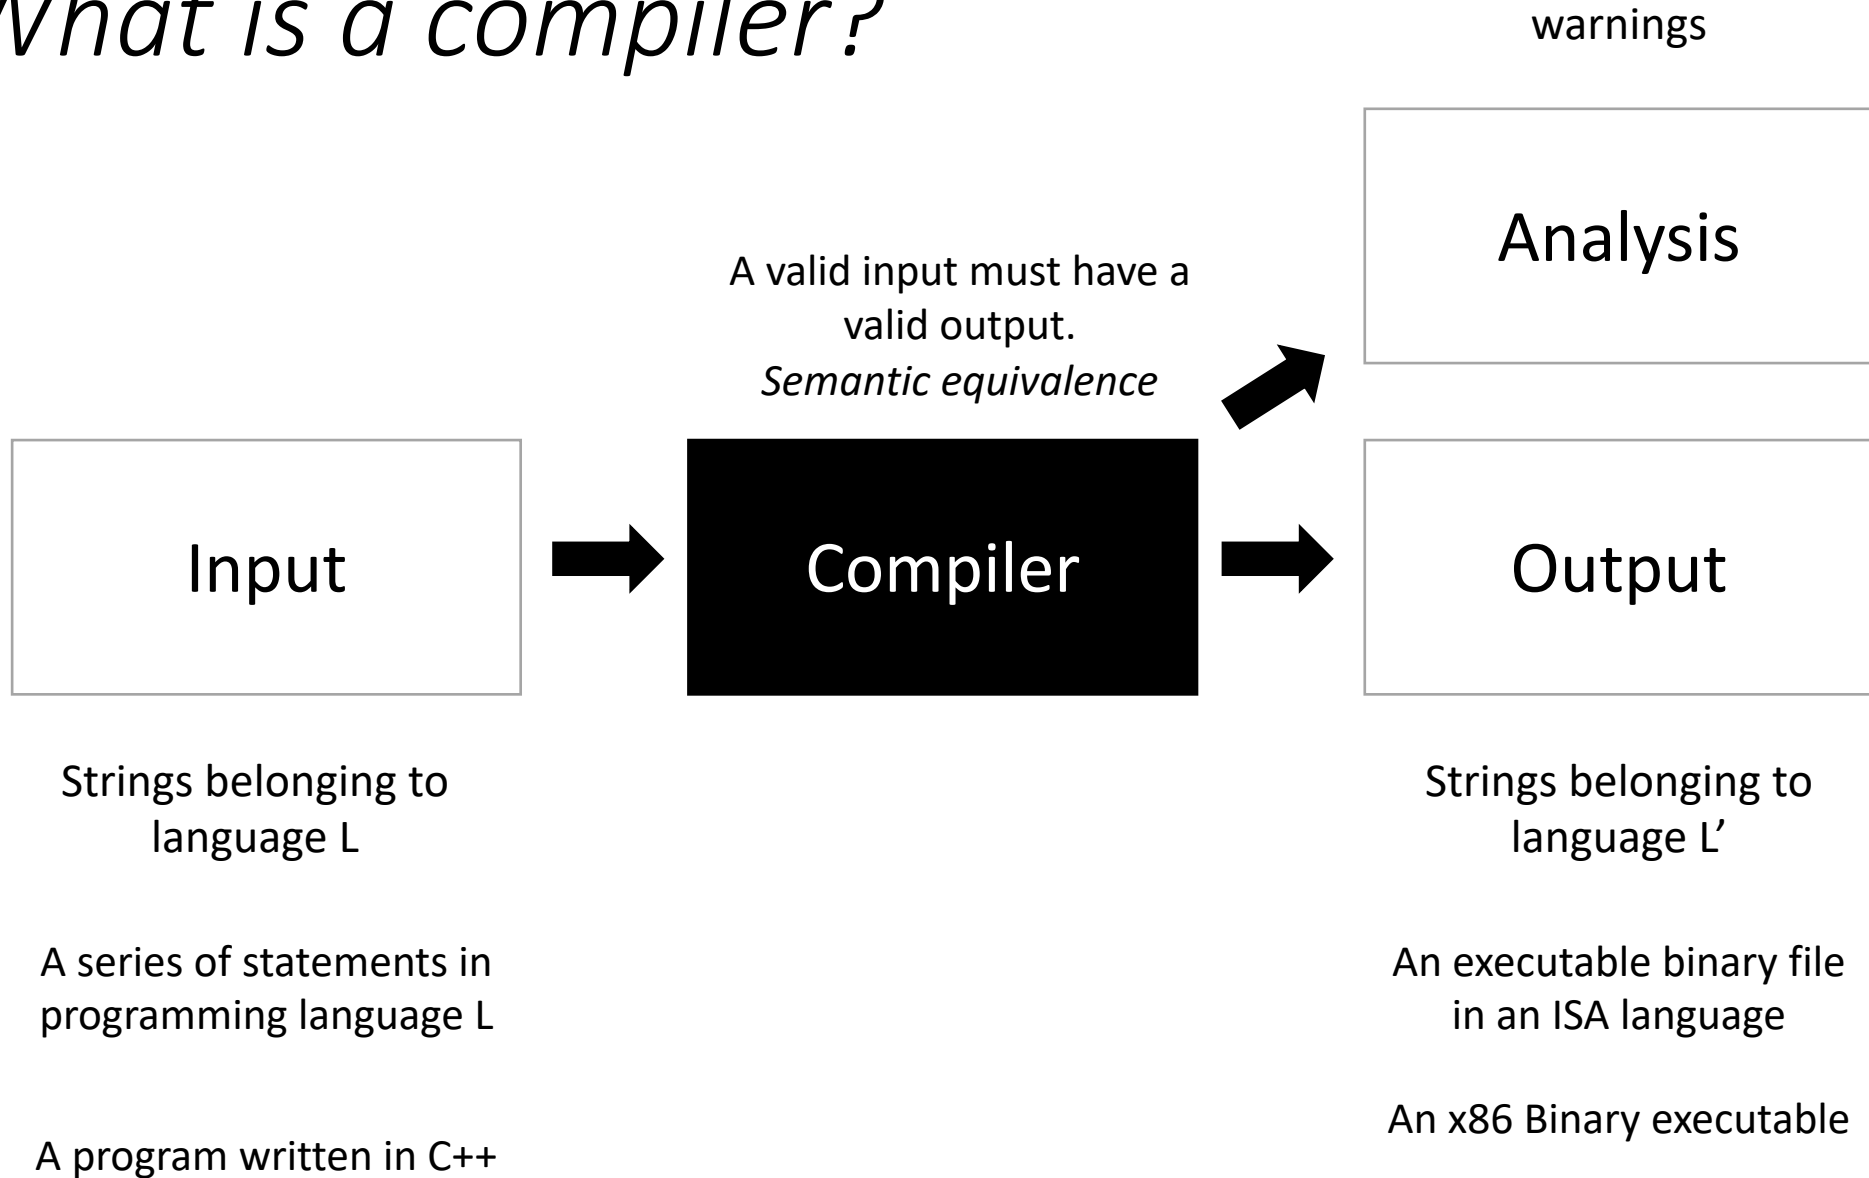 What is a compiler?
warnings
Analysis
A valid input must have a
valid output.
Semantic equivalence
Input
Compiler
Output
Strings belonging to
language L
Strings belonging to
language L’
A series of statements in
programming language L
An executable binary file
in an ISA language
An x86 Binary executable
A program written in C++